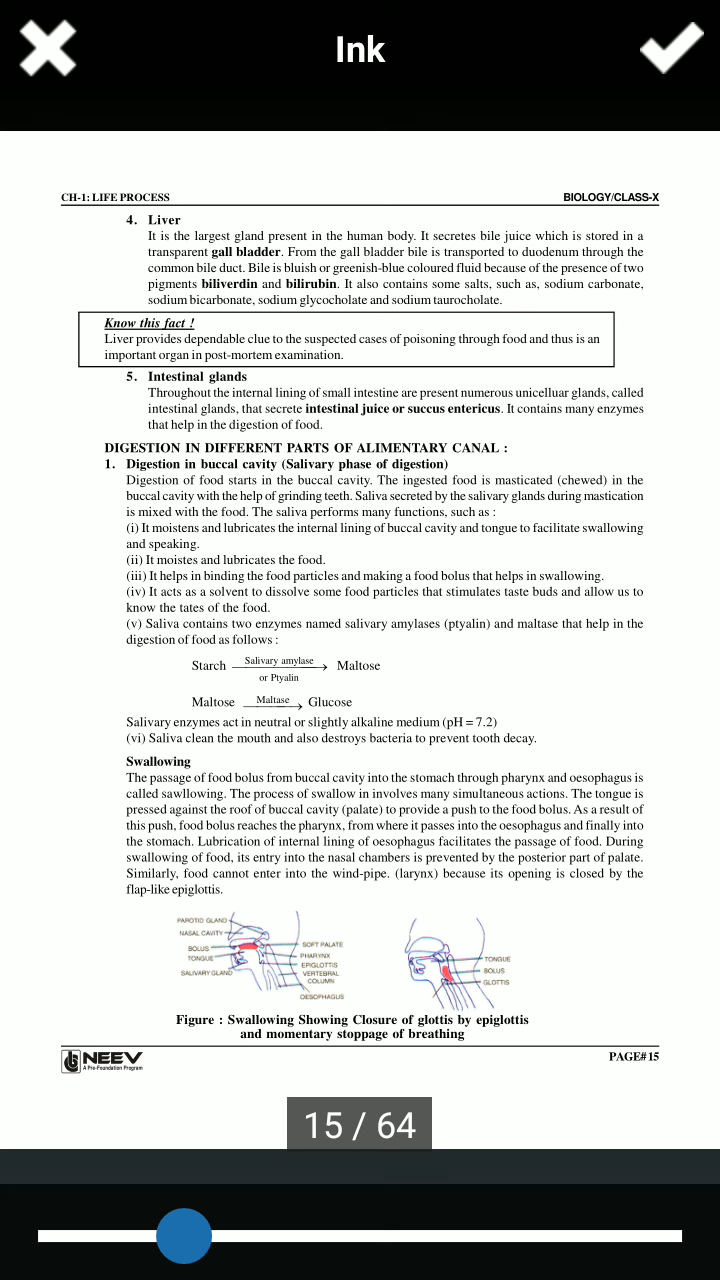 Ink
CH-1: LIFE PROCESS
BIOLOGY/CLASS-X
4. Liver
It is the largest gland present in the human body. It secretes bile juice which is stored in a
transparent gall bladder. From the gall bladder bile is transported to duodenum through the
common bile duct. Bile is bluish or greenish-blue coloured fluid because of the presence of two
pigments biliverdin and bilirubin. It also contains some salts, such as, sodium carbonate,
sodium bicarbonate, sodium glycocholate and sodium taurocholate.
Know this fact !
Liver provides dependable clue to the suspected cases of poisoning through food and thus is an
important organ in post-mortem examination.
5. Intestinal glands
Throughout the internal lining of small intestine are present numerous unicelluar glands, called
intestinal glands, that secrete intestinal juice or succus entericus. It contains many enzymes
that help in the digestion of food.
DIGESTION IN DIFFERENT PARTS OF ALIMENTARY CANAL :
1. Digestion in buccal cavity (Salivary phase of digestion)
Digestion of food starts in the buccal cavity. The ingested food is masticated (chewed) in the
buccal cavity with the help of grinding teeth. Saliva secreted by the salivary glands during mastication
is mixed with the food. The saliva performs many functions, such as :
(i) It moistens and lubricates the internal lining of buccal cavity and tongue to facilitate swallowing
and speaking.
(ii) It moistes and lubricates the food.
(iii) It helps in binding the food particles and making a food bolus that helps in swallowing.
(iv) It acts as a solvent to dissolve some food particles that stimulates taste buds and allow us to
know the tates of the food.
(v) Saliva contains two enzymes named salivary amylases (ptyalin) and maltase that help in the
digestion of food as follows :
Starch Salivary amylase or Ptyalin → Maltose
Maltose Maltase → Glucose
Salivary enzymes act in neutral or slightly alkaline medium (pH = 7.2)
(vi) Saliva clean the mouth and also destroys bacteria to prevent tooth decay.
Swallowing
The passage of food bolus from buccal cavity into the stomach through pharynx and oesophagus is
called sawllowing. The process of swallow in involves many simultaneous actions. The tongue is
pressed against the roof of buccal cavity (palate) to provide a push to the food bolus. As a result of
this push, food bolus reaches the pharynx, from where it passes into the oesophagus and finally into
the stomach. Lubrication of internal lining of oesophagus facilitates the passage of food. During
swallowing of food, its entry into the nasal chambers is prevented by the posterior part of palate.
Similarly, food cannot enter into the wind-pipe. (larynx) because its opening is closed by the
flap-like epiglottis.
PAROTID GLAND
NASAL CAVITY
BOLUS
TONGUE
SALIVARY GLAND
SOFT PALATE
PHARYNX
EPIGLOTTIS
VERTEBRAL
COLUMN
OESOPHAGUS
TONGUE
BOLUS
GLOTTIS
Figure : Swallowing Showing Closure of glottis by epiglottis
and momentary stoppage of breathing
NEEV
A Pre-Foundation Program
PAGE# 15
15 / 64